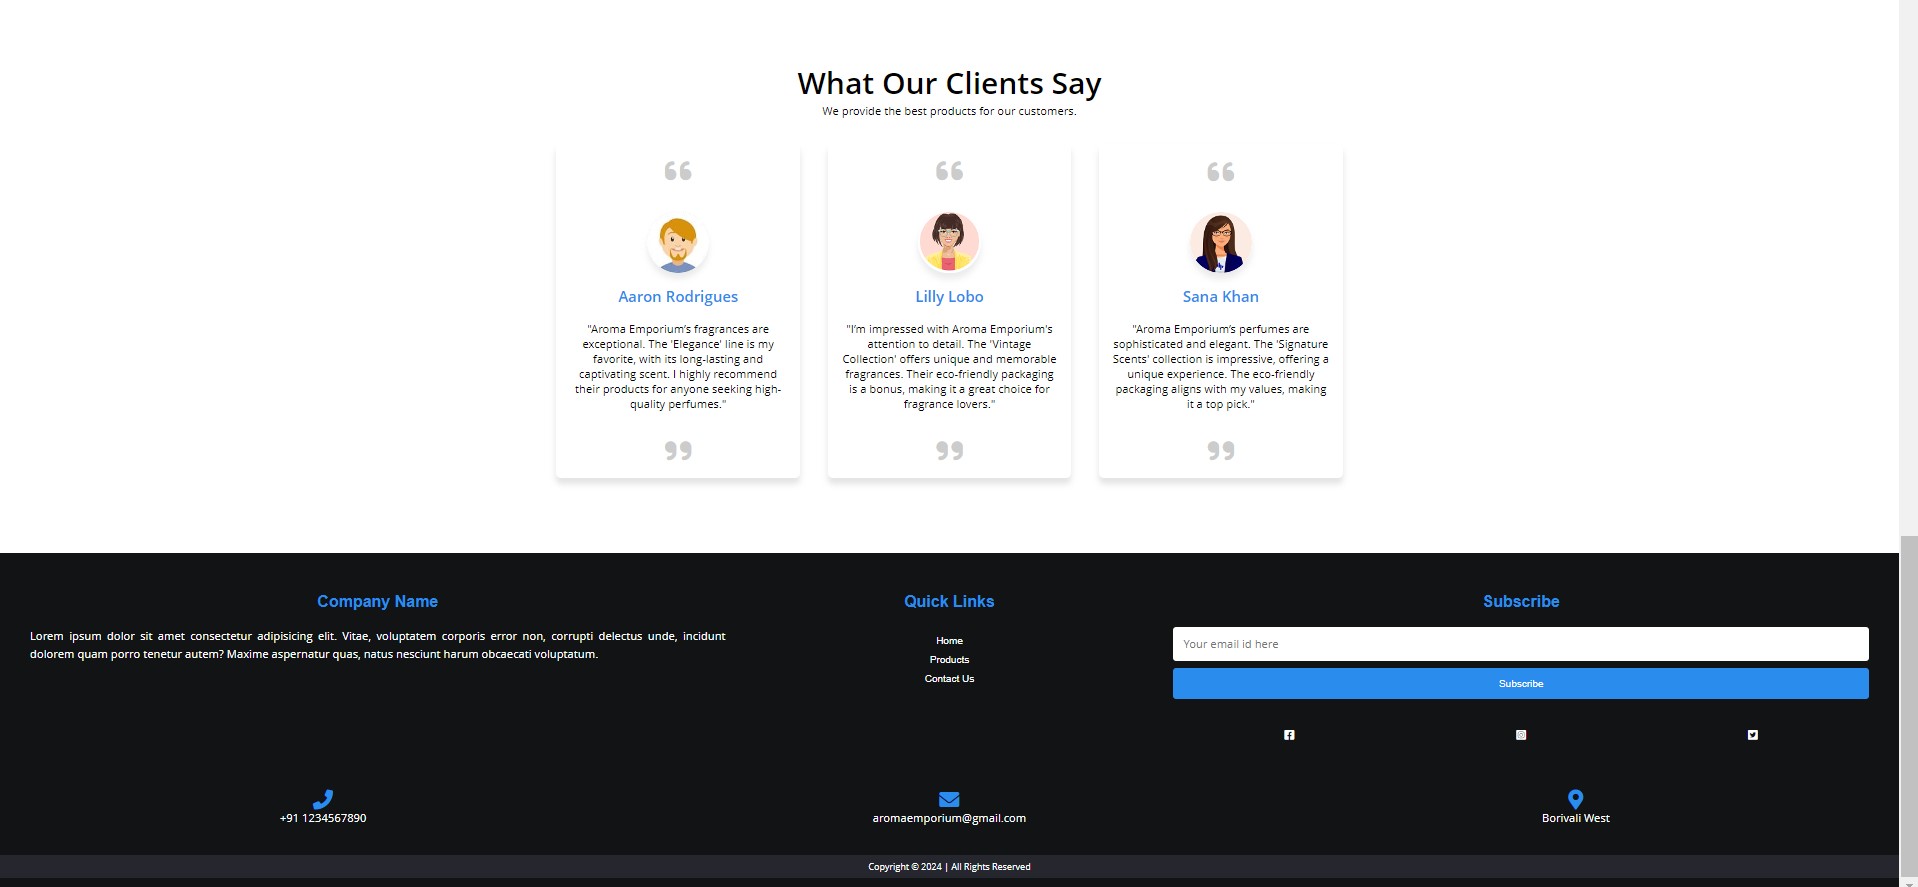 What Our Clients Say
We provide the best products for our customers.
Aaron Rodrigues
"Aroma Emporium's fragrances are
exceptional. The 'Elegance' line is my
favorite, with its long-lasting and
captivating scent. I highly recommend
their products for anyone seeking high-
quality perfumes."
Lilly Lobo
"I'm impressed with Aroma Emporium's
attention to detail. The 'Vintage
Collection' offers unique and memorable
fragrances. Their eco-friendly packaging
is a bonus, making it a great choice for
fragrance lovers."
Sana Khan
"Aroma Emporium's perfumes are
sophisticated and elegant. The 'Signature
Scents' collection is impressive, offering a
unique experience. The eco-friendly
packaging aligns with my values, making
it a top pick."
Company Name
Lorem ipsum dolor sit amet consectetur adipisicing elit. Vitae, voluptatem corporis error non, corrupti delectus unde, incidunt
dolorem quam porro tenetur autem? Maxime aspernatur quas, natus nesciunt harum obcaecati voluptatum.
Quick Links
Home
Products
Contact Us
Subscribe
Your email id here
Subscribe
+91 1234567890
aromaemporium@gmail.com
Borivali West
Copyright © 2024 | All Rights Reserved